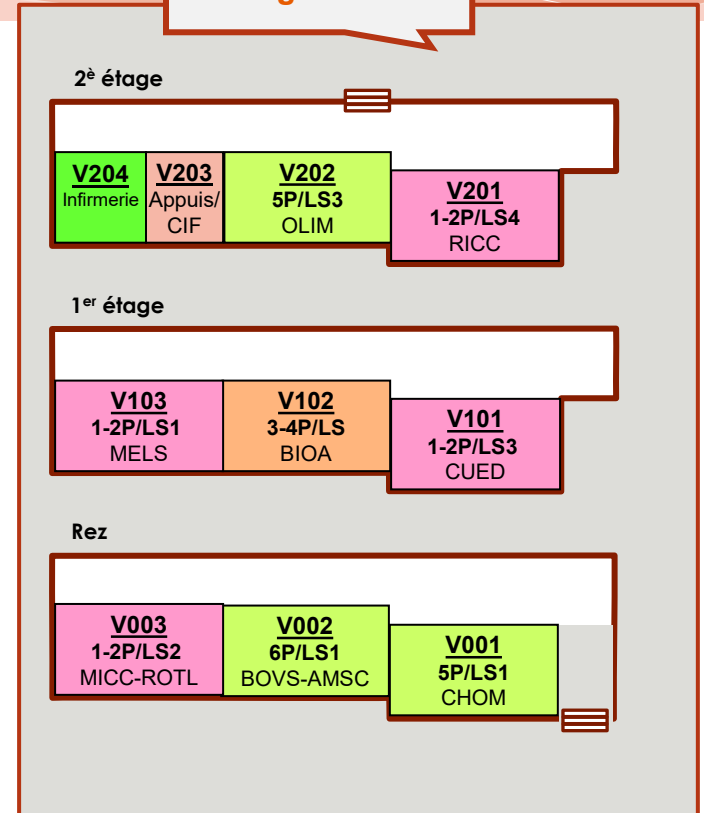 2è étage
V204
Infirmerie
V203
Appuis/
CIF
V202
5P/LS3
OLIM
V201
1-2P/LS4
RICC
1er étage
V103
1-2P/LS1
MELS
V102
3-4P/LS
BIOA
V101
1-2P/LS3
CUED
Rez
V003
1-2P/LS2
MICC-ROTL
V002
6P/LS1
BOVS-AMSC
V001
5P/LS1
CHOM